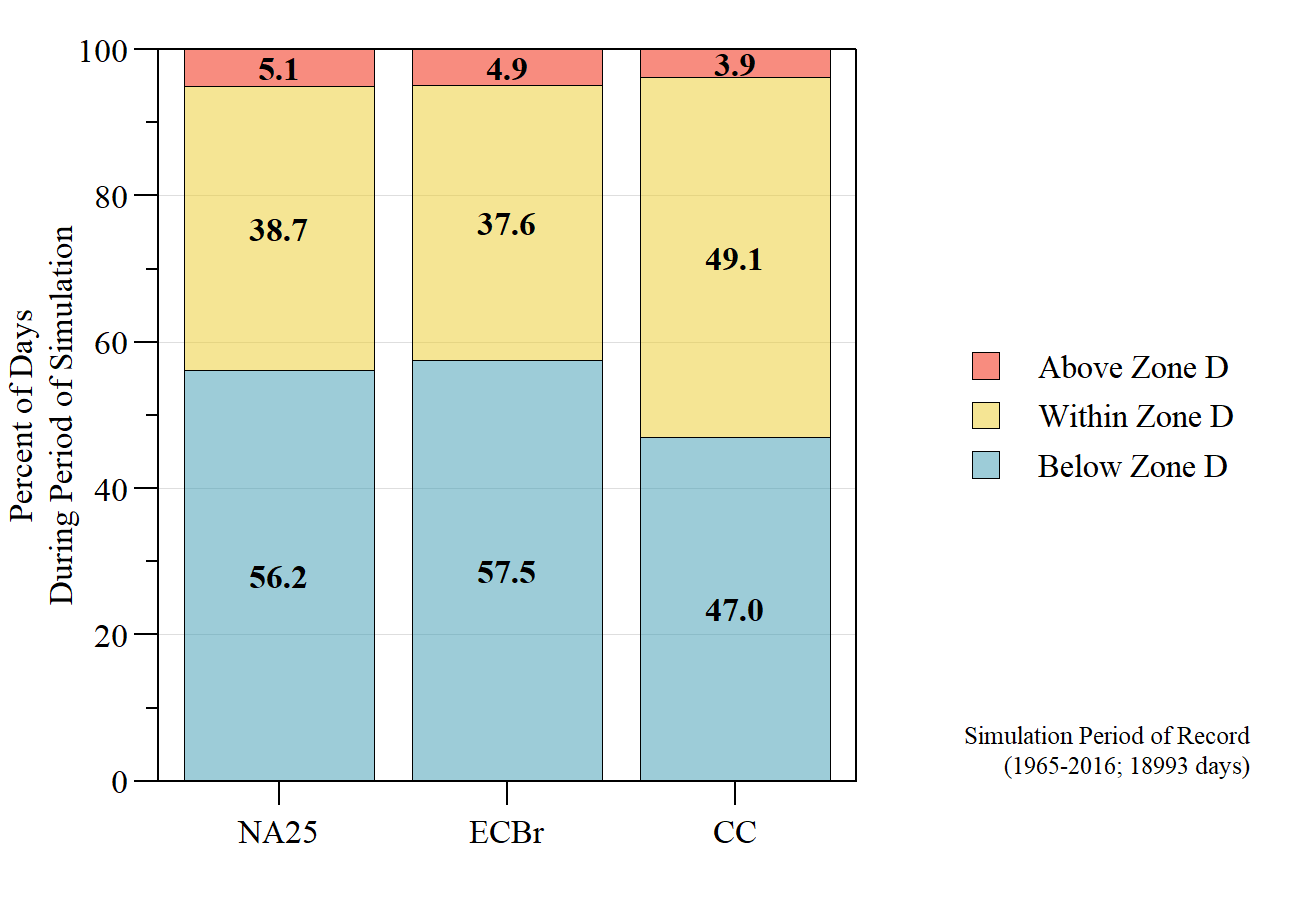 100
80
60
40
20
0
Percent of Days
During Period of Simulation
5.1
4.9
3.9
38.7
37.6
49.1
56.2
57.5
47.0
NA25
ECBr
CC
Above Zone D
Within Zone D
Below Zone D
Simulation Period of Record
(1965-2016; 18993 days)